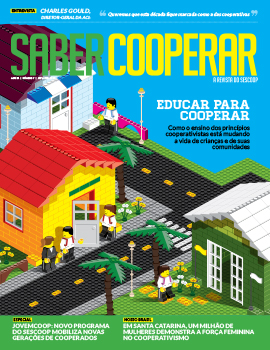 ENTREVISTA
CHARLES GOULD,
DIRETOR-GERAL DA ACI
“ Queremos que esta década fique marcada como a das cooperativas ”
SABER COOPERAR
A REVISTA DO SESCOOP
EDUCAR PARA
COOPERAR
Como o ensino dos princípios
cooperativistas está mudando
a vida de crianças e de suas
comunidades
ESPECIAL
JOVEMCOOP: NOVO PROGRAMA
DO SESCOOP MOBILIZA NOVAS
GERAÇÕES DE COOPERADOS
NOSSO BRASIL
EM SANTA CATARINA, UM MILHÃO DE
MULHERES DEMONSTRA A FORÇA FEMININA
NO COOPERATIVISMO